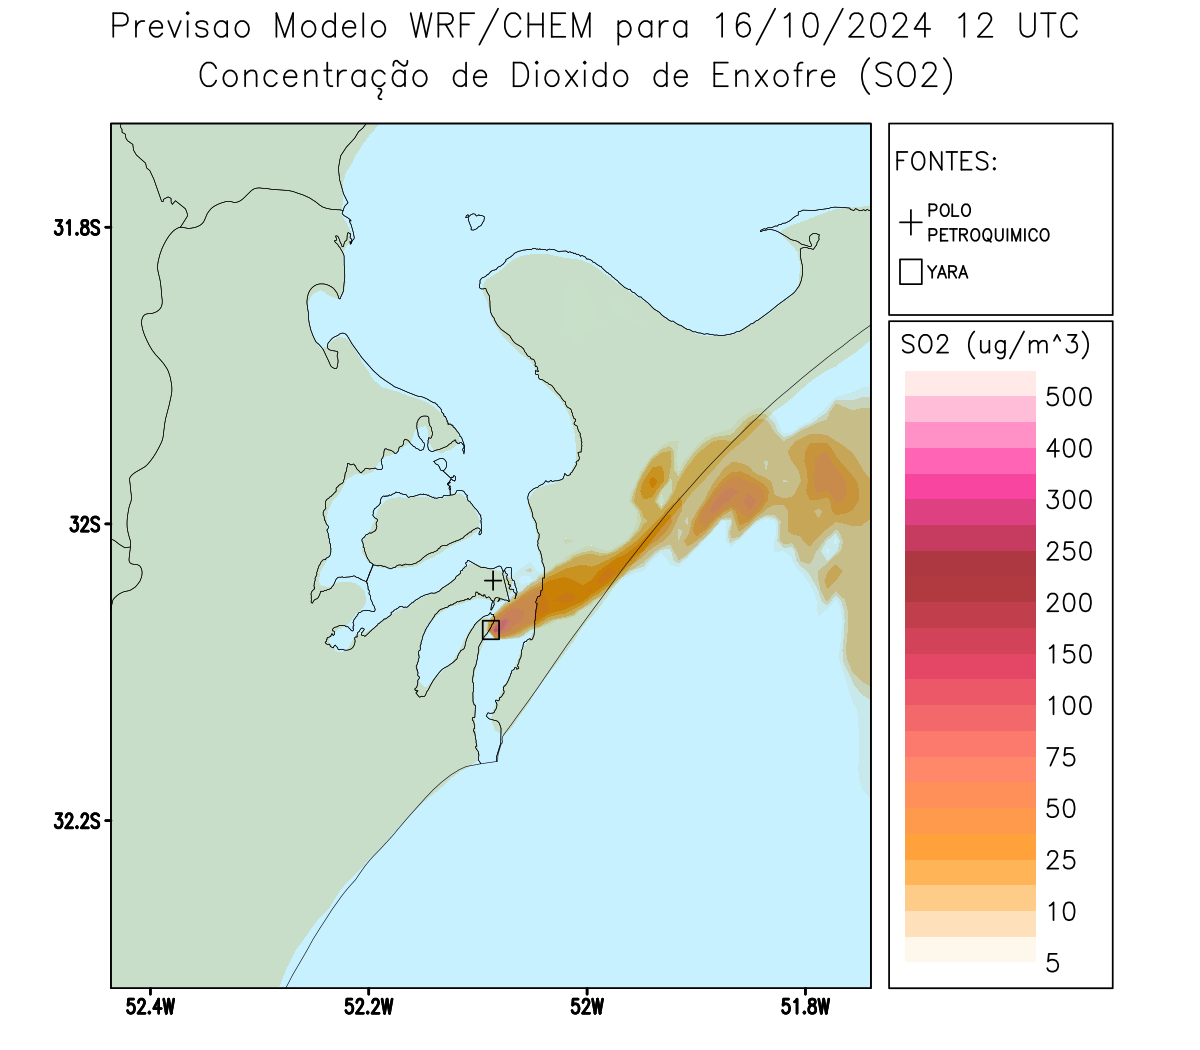 Previsao Modelo WRF/CHEM para 16/10/2024 12 UTC
Concentração de Dioxido de Enxofre (SO2)
FONTES:
POLO
PETROQUIMICO
YARA
31.8S
32S
32.2S
52.4W
52.2W
52W
51.8W
SO2 (ug/m^3)
500
400
300
250
200
150
100
75
50
25
10
5